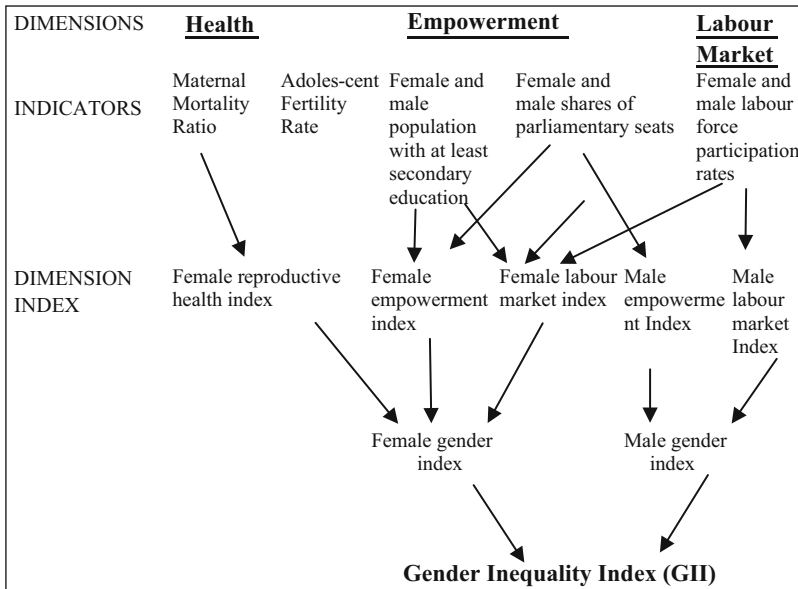 DIMENSIONS
Health
Empowerment
Labour
Market
INDICATORS
Maternal
Mortality
Ratio
Adoles-cent
Fertility
Rate
Female and
male
population
with at least
secondary
education
Female and
male shares of
parliamentary seats
Female and
male labour
force
participation
rates
DIMENSION
INDEX
Female reproductive
health index
Female
empowerment
index
Female labour
market index
Male
empowerme
nt Index
Male
labour
market
Index
Female gender
index
Male gender
index
Gender Inequality Index (GII)